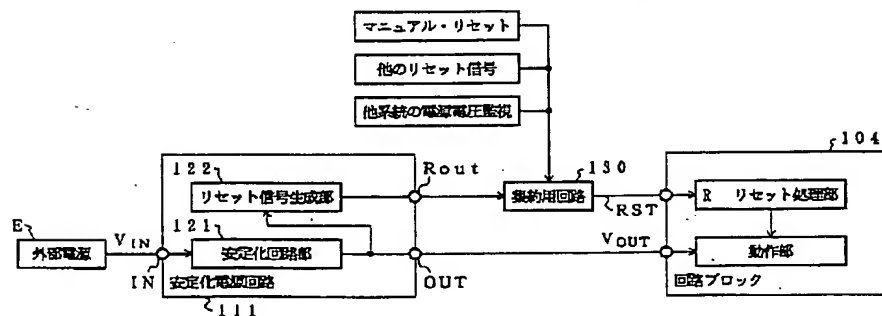 マニュアル・リセット
他のリセット信号
他系統の電源電圧監視
104
122
Rout
130
リセット信号生成部
集約用回路
R リセット処理部
RST
E
121
VIN
VOUT
外部電源
安定化回路部
動作部
IN
安定化電源回路
OUT
回路ブロック
111